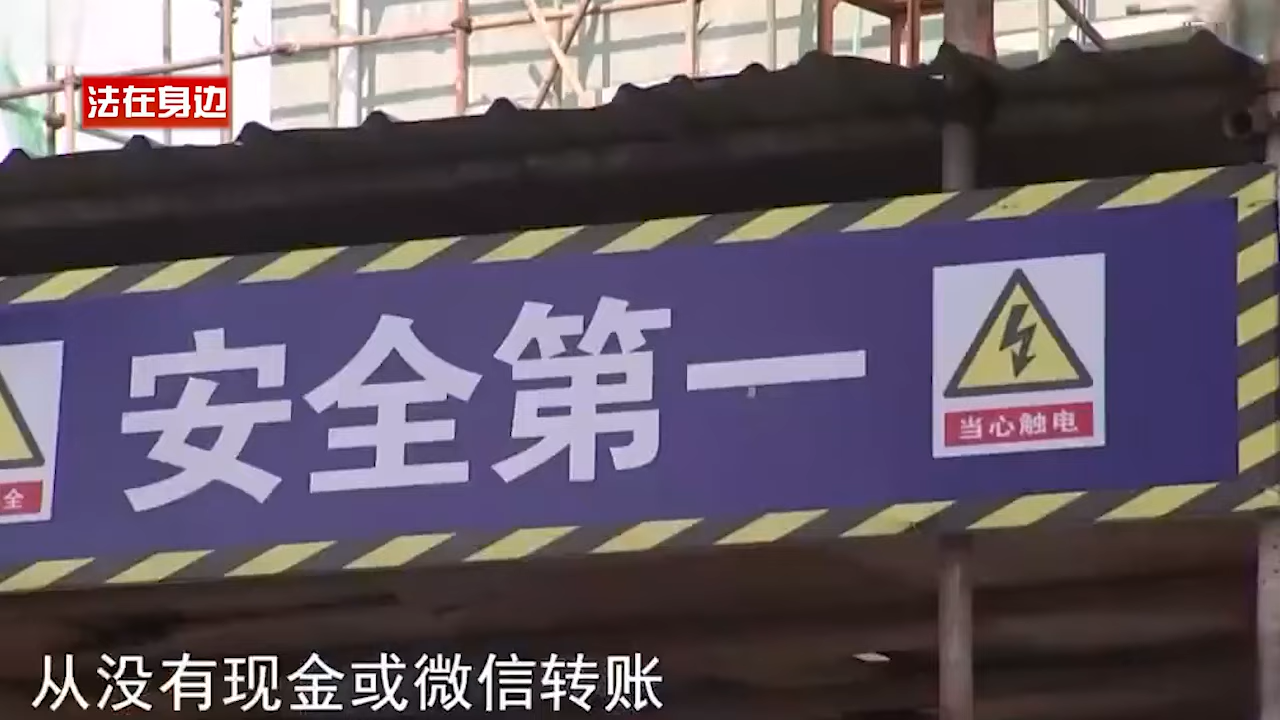 法在身边
安全第一
当心触电
全
从没有现金或微信转账